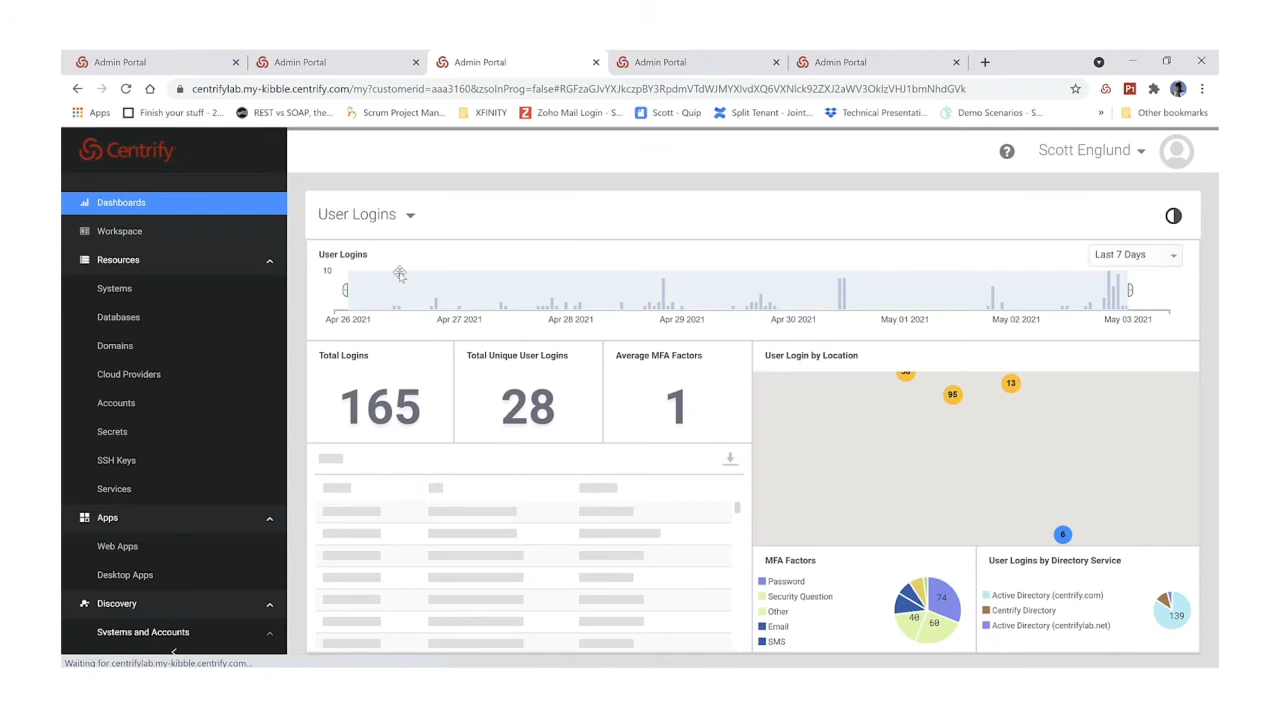 Admin Portal
Admin Portal
Admin Portal
Admin Portal
Admin Portal
centrifylab.my-kibble.centrify.com/my?customerid=aaa3160&zsoInProg=false#RGFzaGJvYXJkczpBY3RpdmVTdWJMYXlvdXQ6VXNlck92ZXJ2aWV3OklzVHJ1bmNhdGVk
Apps
Finish your stuff - 2...
REST vs SOAP, the...
Scrum Project Man...
XFINITY
Zoho Mail Login - S...
Scott - Quip
Split Tenant - Joint...
Technical Presentati...
Demo Scenarios - S...
»
Other bookmarks
Centrify
Scott Englund
Dashboards
Workspace
Resources
Systems
Databases
Domains
Cloud Providers
Accounts
Secrets
SSH Keys
Services
Apps
Web Apps
Desktop Apps
Discovery
Systems and Accounts
User Logins
User Logins
Last 7 Days
10
Apr 26 2021
Apr 27 2021
Apr 28 2021
Apr 29 2021
Apr 30 2021
May 01 2021
May 02 2021
May 03 2021
Total Logins
165
Total Unique User Logins
28
Average MFA Factors
1
User Login by Location
95
13
6
MFA Factors
Password
Security Question
Other
Email
SMS
74
40
60
User Logins by Directory Service
Active Directory (centrify.com)
Centrify Directory
Active Directory (centrifylab.net)
139
Waiting for centrifylab.my-kibble.centrify.com...